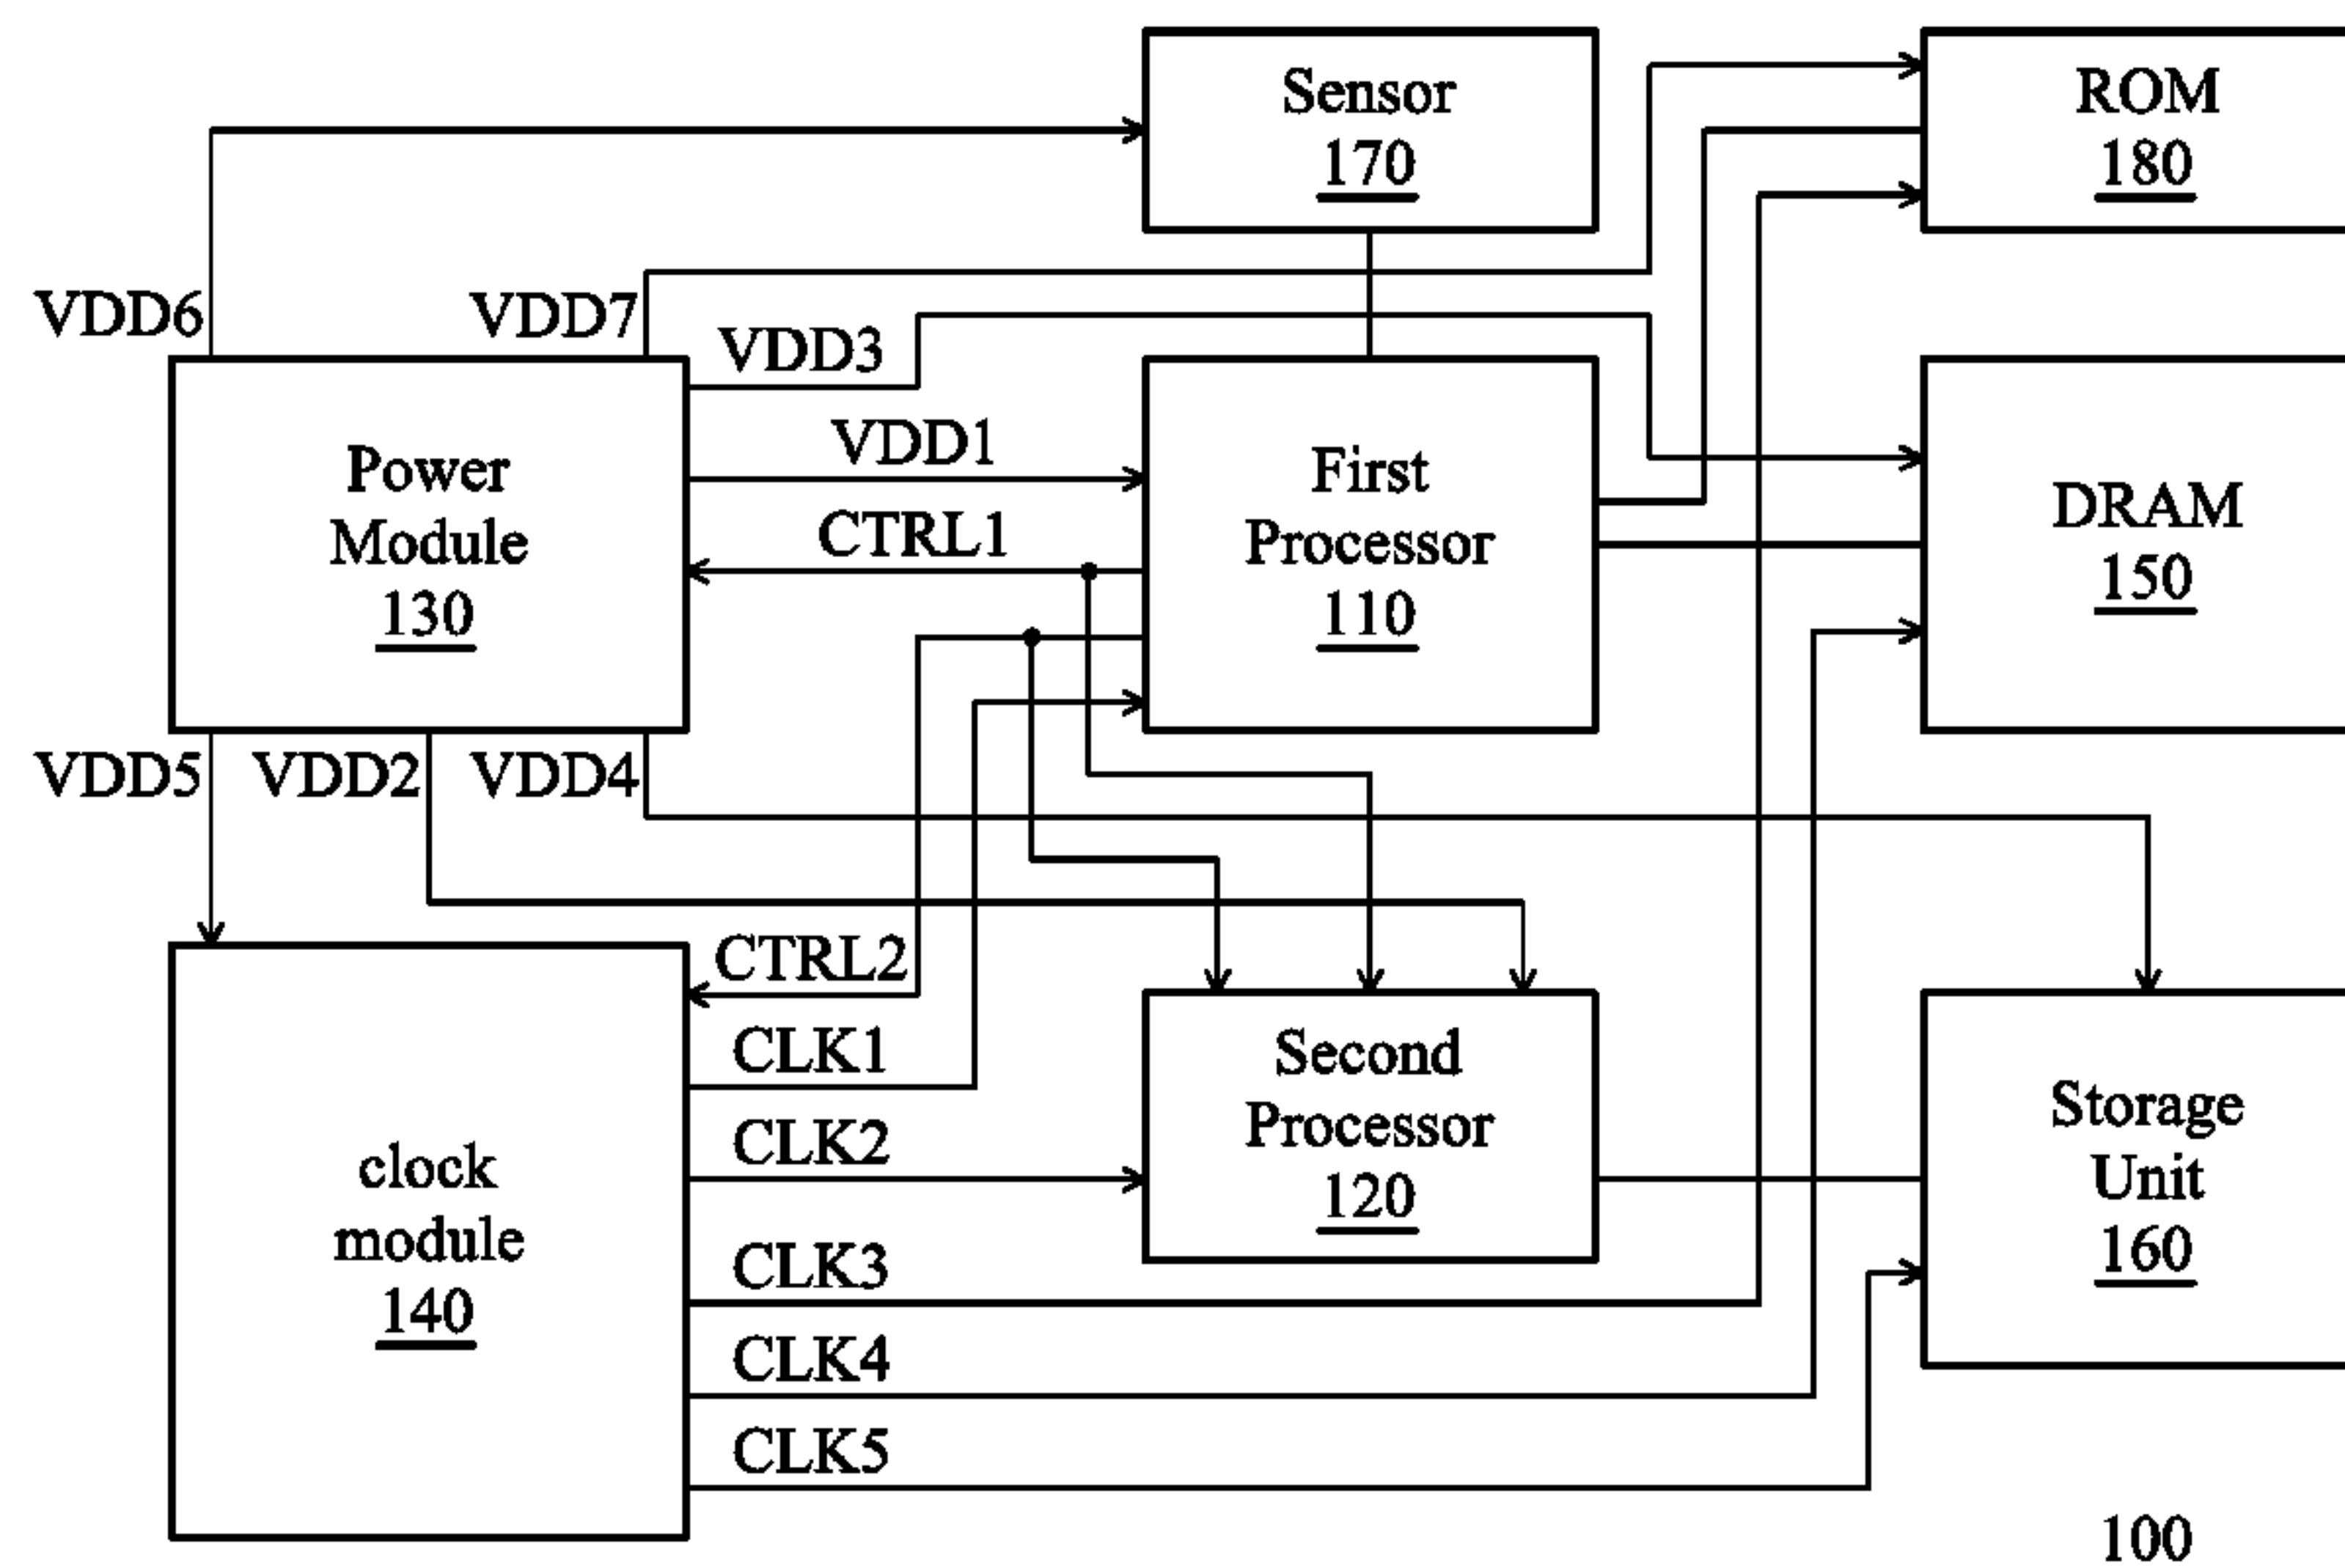 Sensor
170
ROM
180
VDD6
VDD7
VDD3
VDD1
CTRL1
Power
Module
130
First
Processor
110
DRAM
150
VDD5
VDD2
VDD4
CTRL2
CLK1
CLK2
CLK3
CLK4
CLK5
clock
module
140
Second
Processor
120
Storage
Unit
160
100